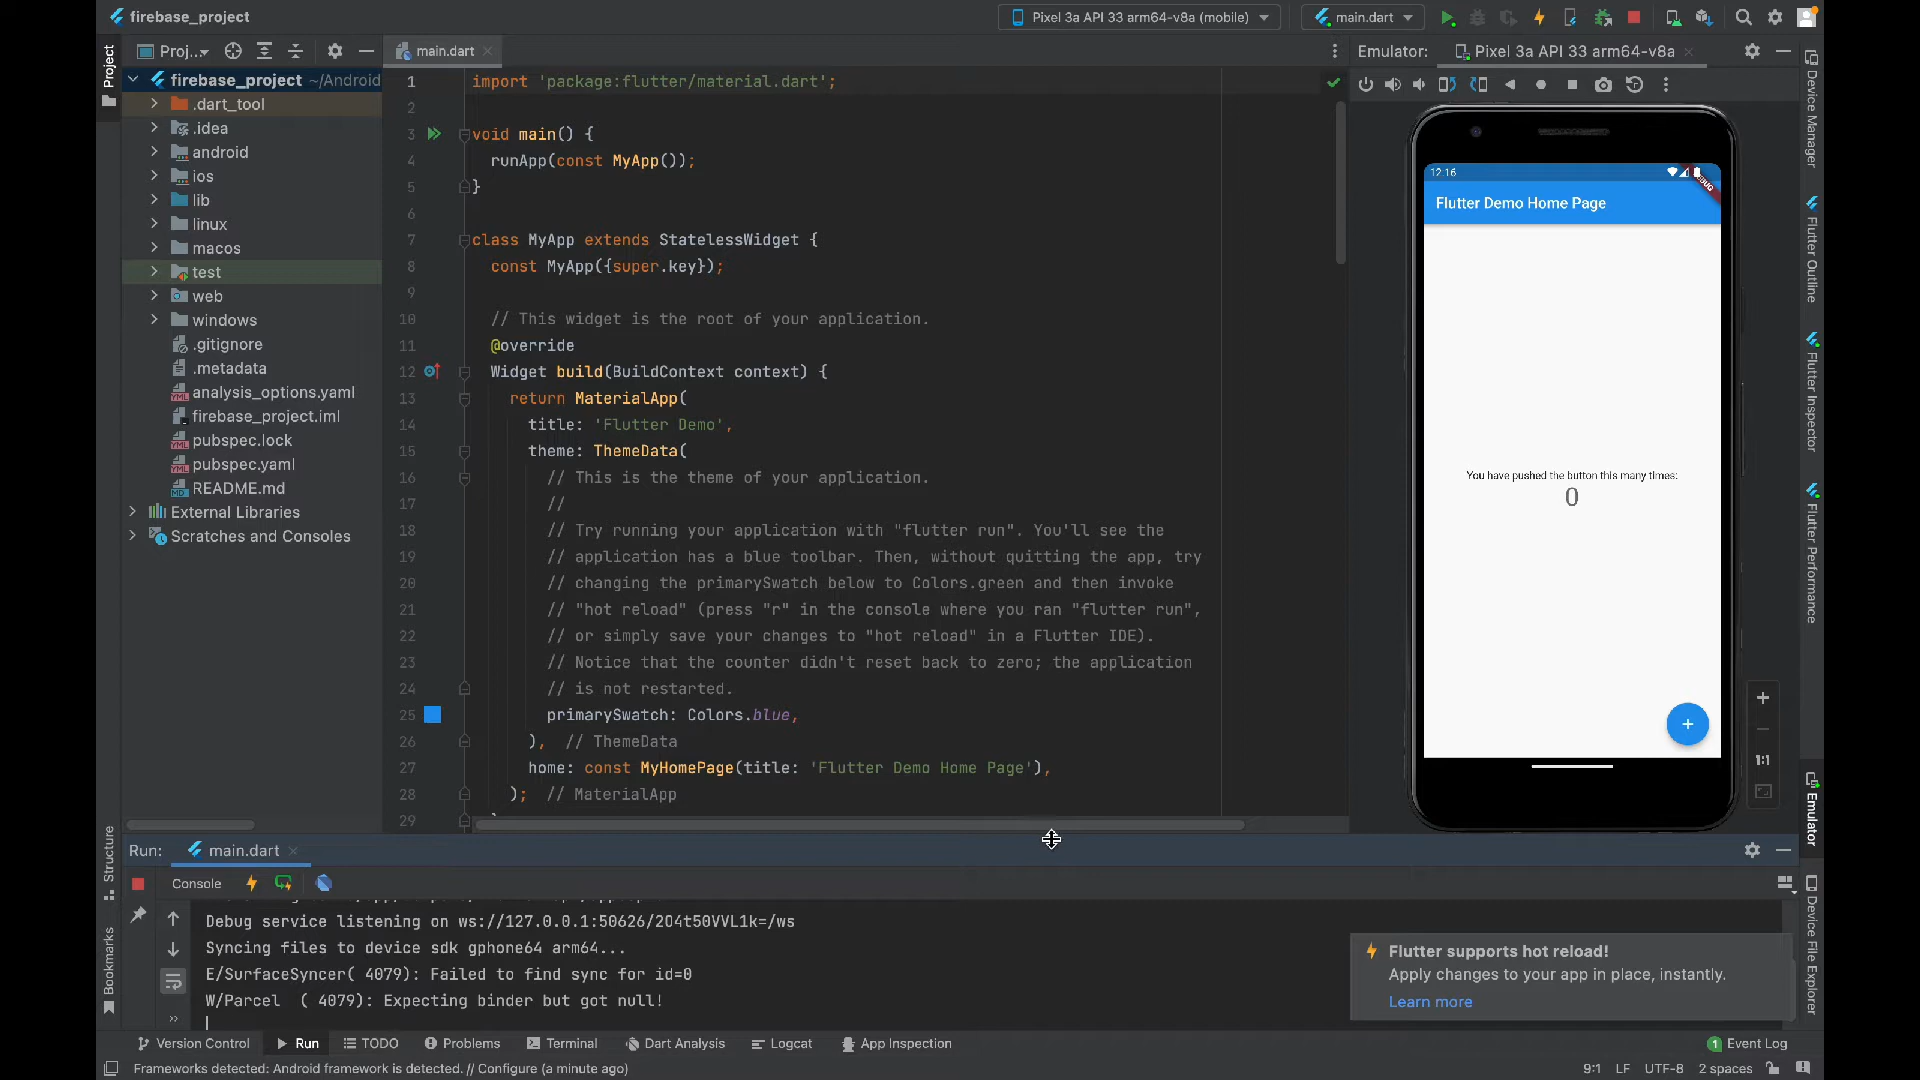 firebase_project
Pixel 3a API 33 arm64-v8a (mobile)
main.dart
Proj...
main.dart
Emulator:
Pixel 3a API 33 arm64-v8a
Project
firebase_project ~/Android
.dart_tool
.idea
android
ios
lib
linux
macos
test
web
windows
.gitignore
.metadata
analysis_options.yaml
firebase_project.iml
pubspec.lock
pubspec.yaml
README.md
External Libraries
Scratches and Consoles
1 import 'package:flutter/material.dart';
2
3 void main() {
4 runApp(const MyApp());
5 }
6
7 class MyApp extends StatelessWidget {
8 const MyApp({super.key});
9
10 // This widget is the root of your application.
11 @override
12 Widget build(BuildContext context) {
13 return MaterialApp(
14 title: 'Flutter Demo',
15 theme: ThemeData(
16 // This is the theme of your application.
17 //
18 // Try running your application with "flutter run". You'll see the
19 // application has a blue toolbar. Then, without quitting the app, try
20 // changing the primarySwatch below to Colors.green and then invoke
21 // "hot reload" (press "r" in the console where you ran "flutter run",
22 // or simply save your changes to "hot reload" in a Flutter IDE).
23 // Notice that the counter didn't reset back to zero; the application
24 // is not restarted.
25 primarySwatch: Colors.blue,
26 ), // ThemeData
27 home: const MyHomePage(title: 'Flutter Demo Home Page'),
28 ); // MaterialApp
29
12:16
Flutter Demo Home Page
You have pushed the button this many times:
0
+
1:1
Device Manager
Flutter Outline
Flutter Inspector
Flutter Performance
Emulator
Device File Explorer
Structure
Bookmarks
Run:
main.dart
Console
Debug service listening on ws://127.0.0.1:50626/2O4t50VVL1k=/ws
Syncing files to device sdk gphone64 arm64...
E/SurfaceSyncer( 4079): Failed to find sync for id=0
W/Parcel ( 4079): Expecting binder but got null!
Flutter supports hot reload!
Apply changes to your app in place, instantly.
Learn more
Version Control
Run
TODO
Problems
Terminal
Dart Analysis
Logcat
App Inspection
1 Event Log
Frameworks detected: Android framework is detected. // Configure (a minute ago)
9:1
LF
UTF-8
2 spaces